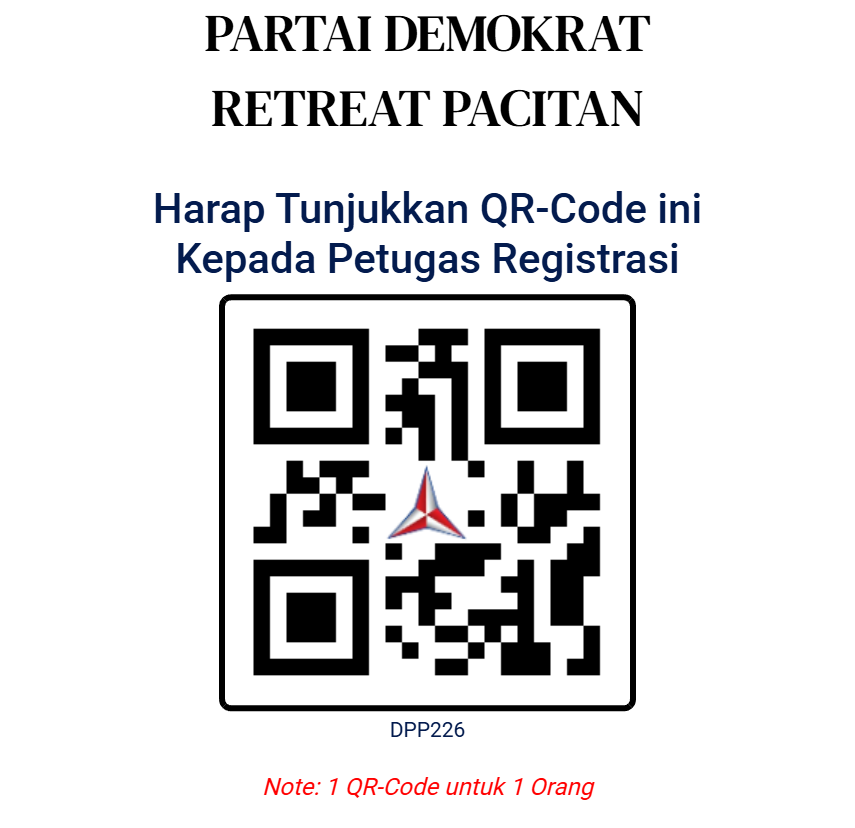 PARTAI DEMOKRAT
RETREAT PACITAN
Harap Tunjukkan QR-Code ini
Kepada Petugas Registrasi
DPP226
Note: 1 QR-Code untuk 1 Orang